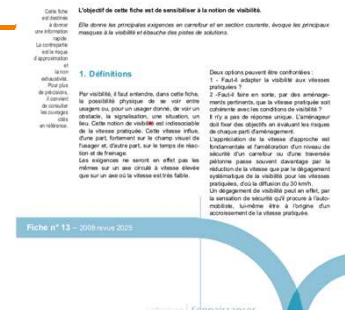 Cette fiche
est destinée
à donner
une information
rapide.
La contrepartie
est le risque
d'approximation
et
la non
exhaustivité.
Pour plus
de précisions,
il convient
de consulter
les ouvrages
cités
en référence.
L'objectif de cette fiche est de sensibiliser à la notion de visibilité.
Elle donne les principales exigences en carrefour et en section courante, évoque les principaux
masques à la visibilité et ébauche des pistes de solutions.
1. Définitions
Par visibilité, il faut entendre, dans cette fiche,
la possibilité physique de se voir entre
usagers ou, pour un usager donné, de voir un
obstacle, la signalisation, une situation, un
lieu. Cette notion de visibilité est indissociable
de la vitesse pratiquée. Cette vitesse influe,
d'une part, fortement sur le champ visuel de
l'usager et, d'autre part, sur le temps de réac-
tion et de freinage.
Les exigences ne seront en effet pas les
mêmes sur un axe circulé à vitesse élevée
que sur un axe où la vitesse est très faible.
Deux options peuvent être confrontées :
1 - Faut-il adapter la visibilité aux vitesses
pratiquées ?
2 -Faut-il faire en sorte, par des aménage-
ments pertinents, que la vitesse pratiquée soit
cohérente avec les conditions de visibilité ?
Il n'y a pas de réponse unique. L'aménageur
doit fixer des objectifs en évaluant les risques
de chaque parti d'aménagement.
L'appréciation de la vitesse d'approche est
fondamentale et l'amélioration d'un niveau de
sécurité d'un carrefour ou d'une traversée
piétonne passe souvent davantage par la
réduction de la vitesse que par le dégagement
systématique de la visibilité pour les vitesses
pratiquées, d'où la diffusion du 30 km/h.
Un dégagement de visibilité peut en effet, par
la sensation de sécurité qu'il procure à l'auto-
mobiliste, lui-même être à l'origine d'un
accroissement de la vitesse pratiquée.
Fiche n° 13 – 2008 revue 2025
Connaissances